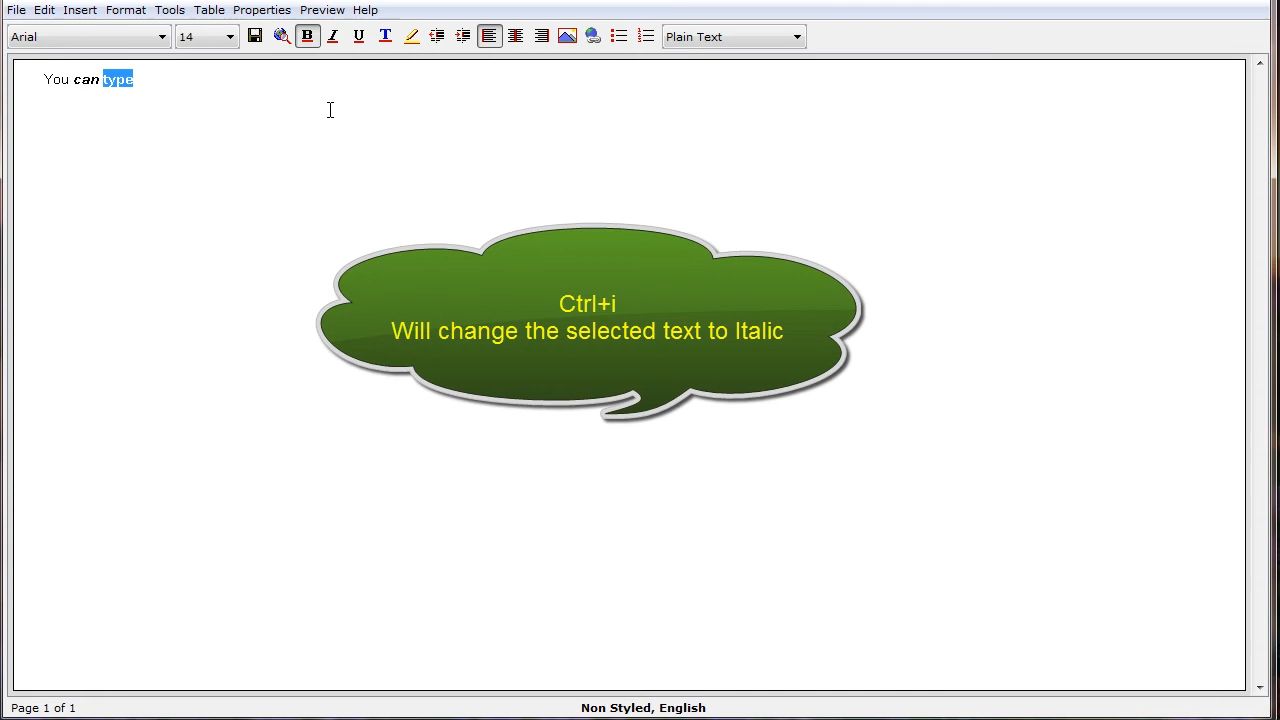 File Edit Insert Format Tools Table Properties Preview Help
Arial 14 B I U T Plain Text
You can type
Ctrl+i
Will change the selected text to Italic
Page 1 of 1 Non Styled, English